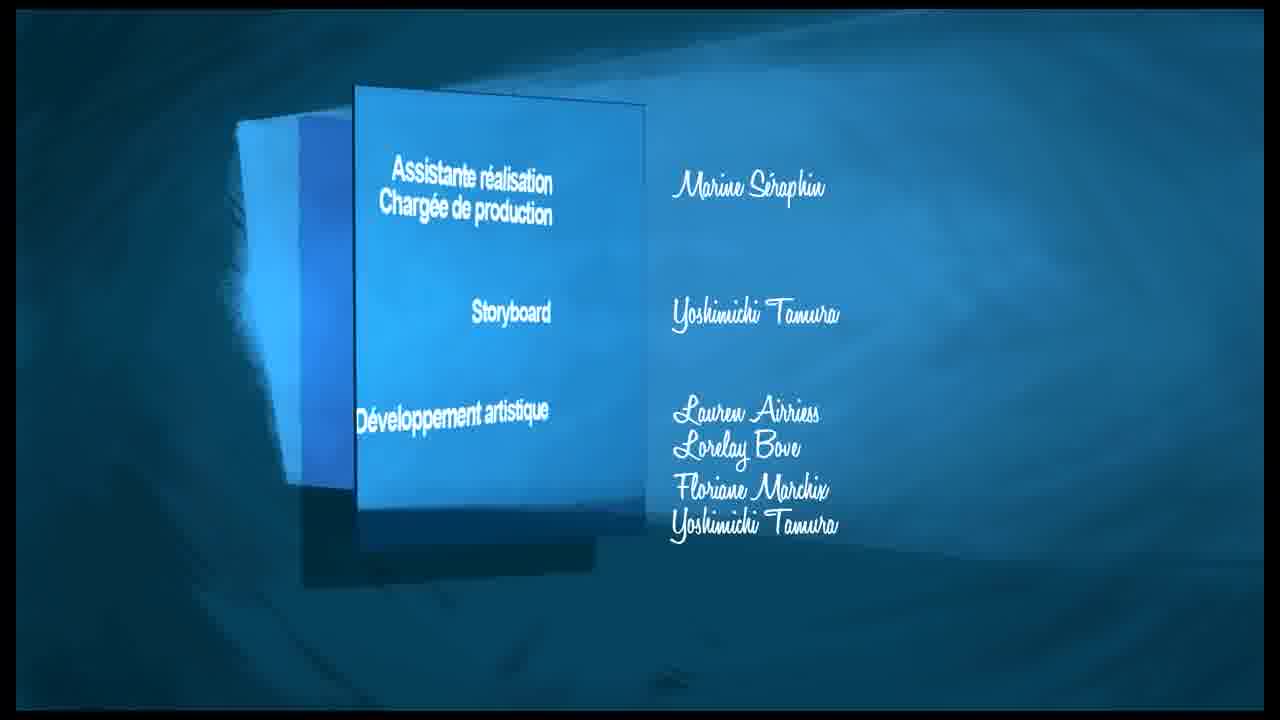 Assistante réalisation
Chargée de production
Marine Séraphin
Storyboard
Yoshimichi Tamura
Développement artistique
Lauren Airriess
Lorelay Bove
Floriane Marchix
Yoshimichi Tamura